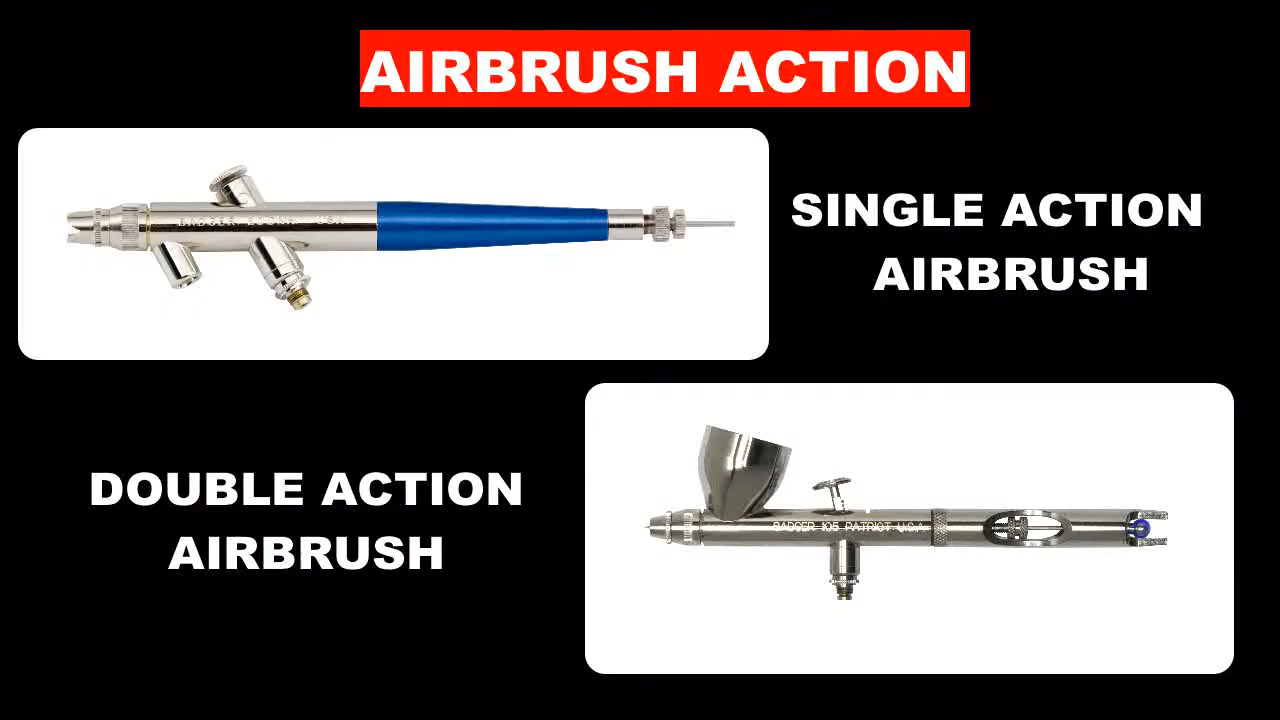 AIRBRUSH ACTION
SINGLE ACTION
AIRBRUSH
DOUBLE ACTION
AIRBRUSH
BADGER 105 PATRIOT U.S.A